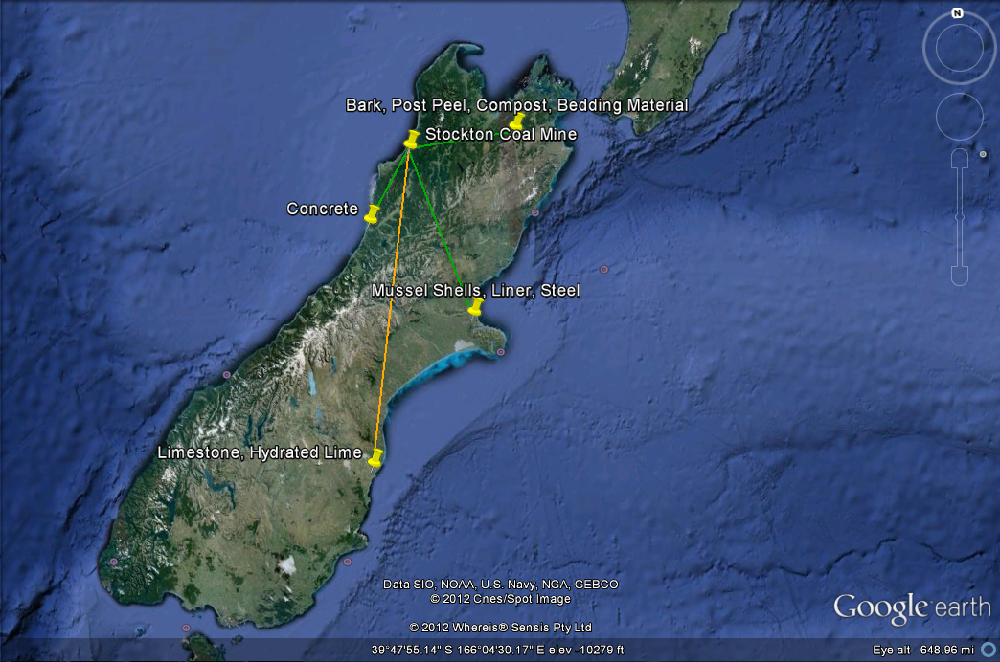 N
Bark, Post Peel, Compost, Bedding Material
Stockton Coal Mine
Concrete
Mussel Shells, Liner, Steel
Limestone, Hydrated Lime
Data SIO, NOAA, U.S. Navy, NGA, GEBCO
© 2012 Cnes/Spot Image
Google earth
© 2012 Whereis® Sensis Pty Ltd
39°47'55.14" S 166°04'30.17" E elev -10279 ft
Eye alt 648.96 mi